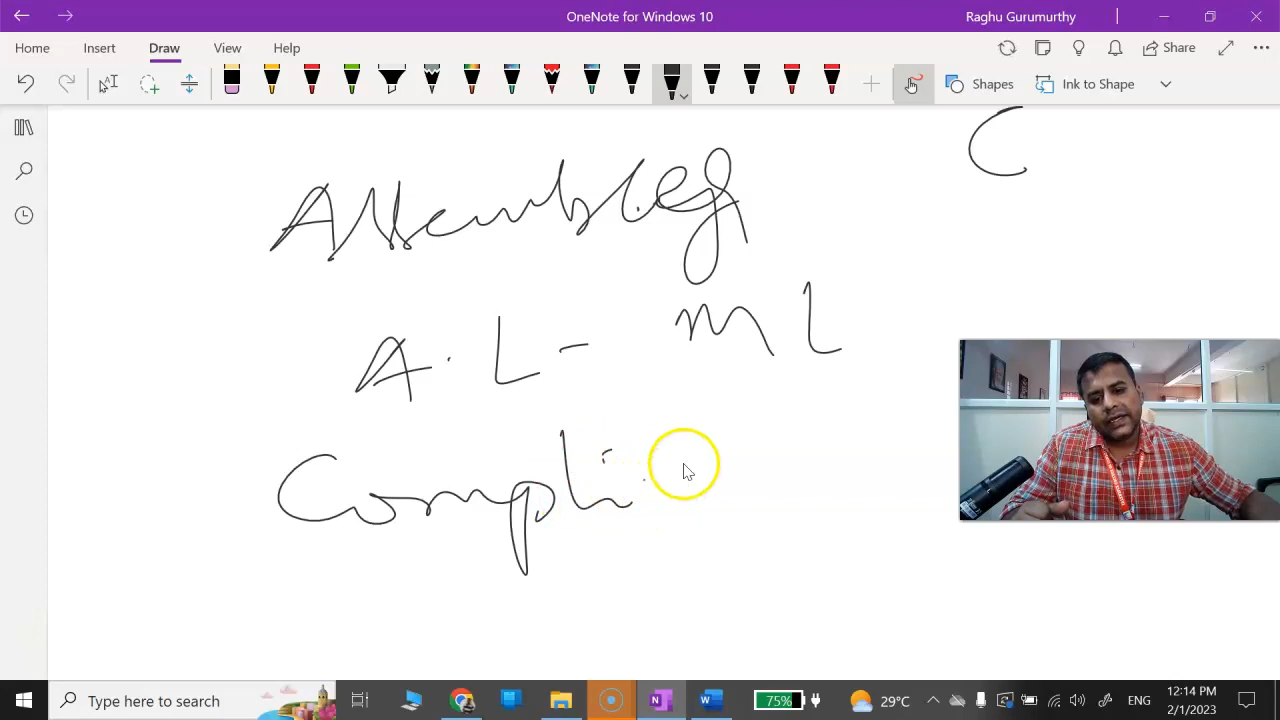 OneNote for Windows 10
Raghu Gurumurthy
Home Insert Draw View Help
Share
Shapes
Ink to Shape
C
Assembler
A.L - ML
Compli
Type here to search
75%
29°C
ENG
12:14 PM
2/1/2023